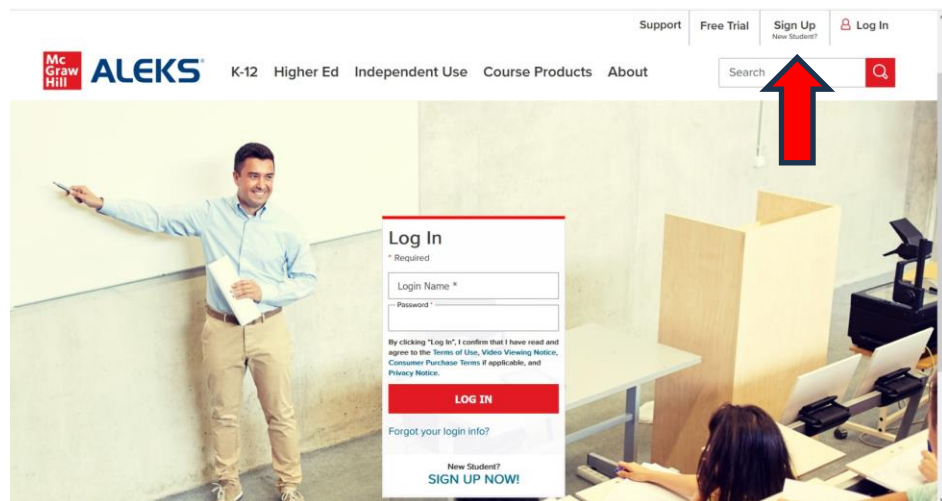 Support Free Trial Sign Up Log In
New Student?
Mc
Graw
Hill
ALEKS
K-12 Higher Ed Independent Use Course Products About
Search
Log In
* Required
Login Name *
Password *
By clicking "Log In", I confirm that I have read and
agree to the Terms of Use, Video Viewing Notice,
Consumer Purchase Terms if applicable, and
Privacy Notice.
LOG IN
Forgot your login info?
New Student?
SIGN UP NOW!